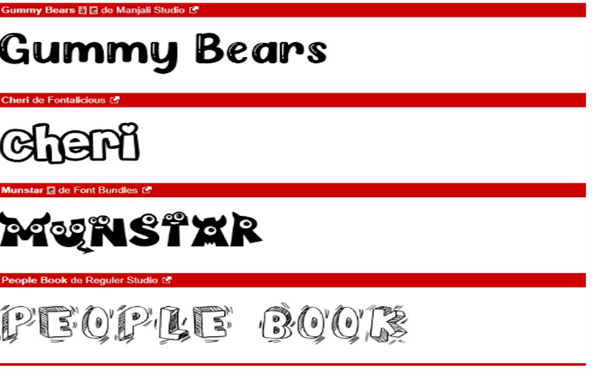 Gummy Bears à € de Manjali Studio
Gummy Bears
Cheri de Fontalicious
cheri
Munstar € de Font Bundles
MUNSTAR
People Book de Reguler Studio
PEOPLE BOOK